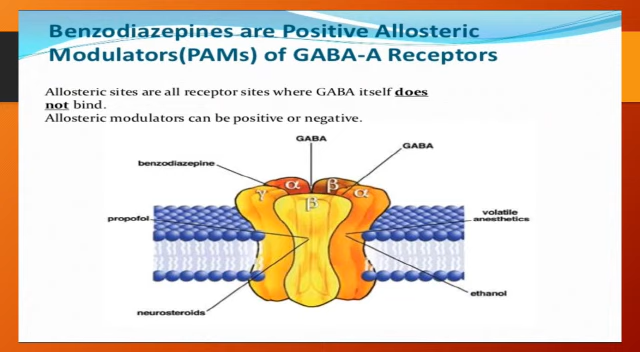 Benzodiazepines are Positive Allosteric
Modulators(PAMs) of GABA-A Receptors
Allosteric sites are all receptor sites where GABA itself does
not bind.
Allosteric modulators can be positive or negative.
GABA
GABA
benzodiazepine
α
β
γ
α
β
propofol
volatile
anesthetics
ethanol
neurosteroids